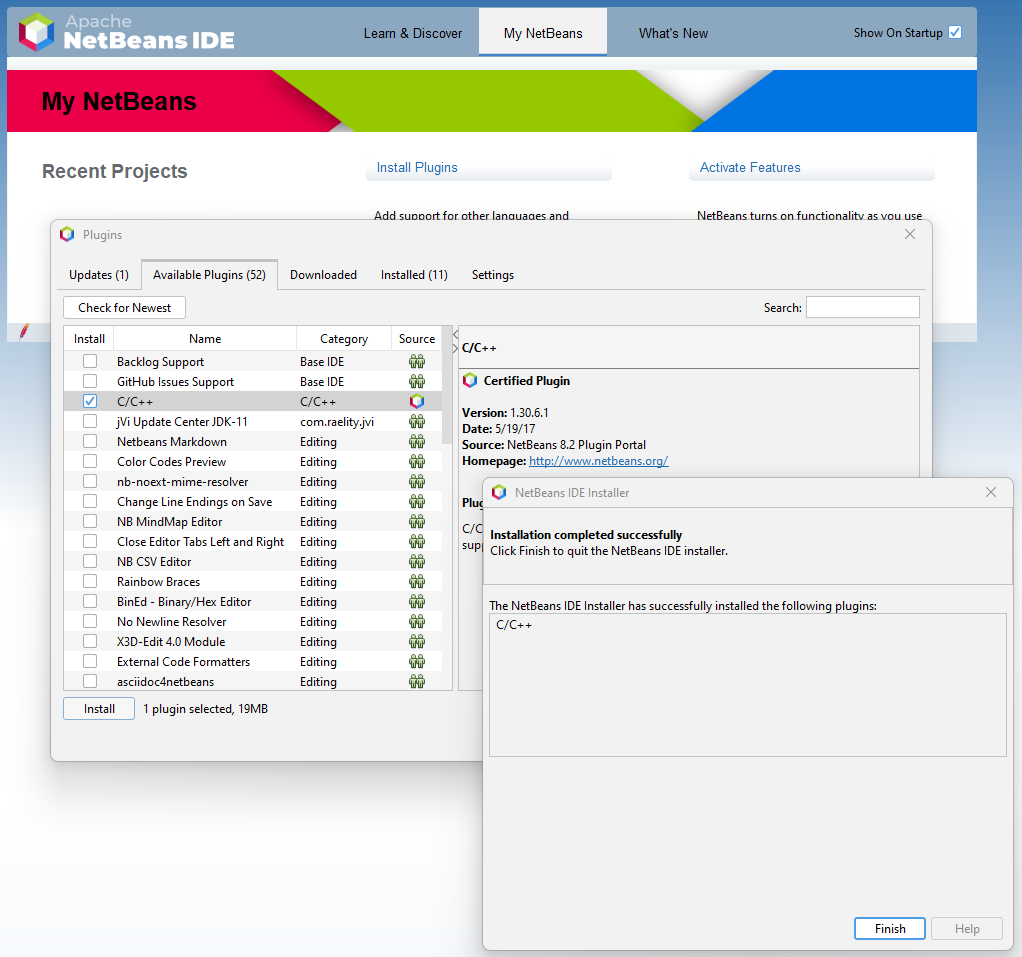 Apache
NetBeans IDE
Learn & Discover
My NetBeans
What's New
Show On Startup
My NetBeans
Recent Projects
Install Plugins
Activate Features
Add support for other languages and
NetBeans turns on functionality as you use
Plugins
Updates (1)
Available Plugins (52)
Downloaded
Installed (11)
Settings
Check for Newest
Search:
Install Name Category Source
Backlog Support Base IDE
GitHub Issues Support Base IDE
C/C++ C/C++
jVi Update Center JDK-11 com.raelity.jvi
Netbeans Markdown Editing
Color Codes Preview Editing
nb-noext-mime-resolver Editing
Change Line Endings on Save Editing
NB MindMap Editor Editing
Close Editor Tabs Left and Right Editing
NB CSV Editor Editing
Rainbow Braces Editing
BinEd - Binary/Hex Editor Editing
No Newline Resolver Editing
X3D-Edit 4.0 Module Editing
External Code Formatters Editing
asciidoc4netbeans Editing
Install
1 plugin selected, 19MB
C/C++
Certified Plugin
Version: 1.30.6.1
Date: 5/19/17
Source: NetBeans 8.2 Plugin Portal
Homepage: http://www.netbeans.org/
Plug
C/C
supp
NetBeans IDE Installer
Installation completed successfully
Click Finish to quit the NetBeans IDE installer.
The NetBeans IDE Installer has successfully installed the following plugins:
C/C++
Finish
Help